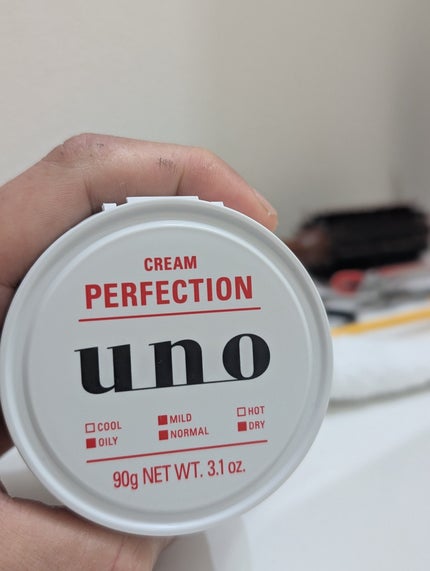 CREAM
PERFECTION
uno
COOL MILD HOT
OILY NORMAL DRY
90g NET WT. 3.1 oz.